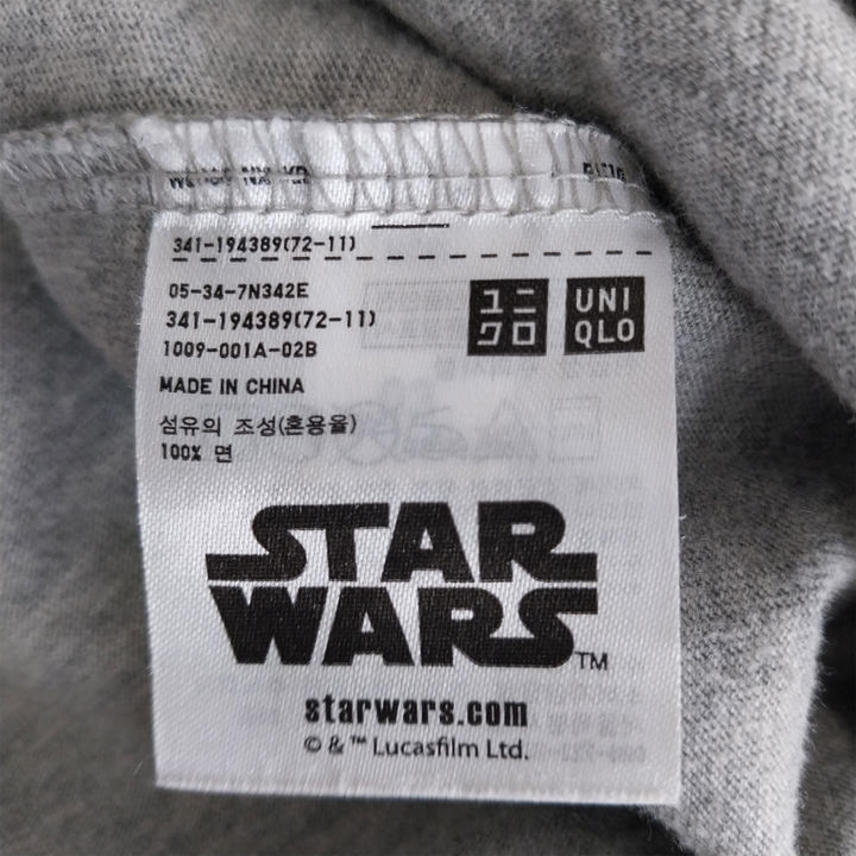 341-194389(72-11)
05-34-7N342E
341-194389(72-11)
1009-001A-02B
MADE IN CHINA
섬유의 조성(혼용율)
100% 면
ユニ
クロ
UNI
QLO
STAR
WARS™
starwars.com
© & ™ Lucasfilm Ltd.